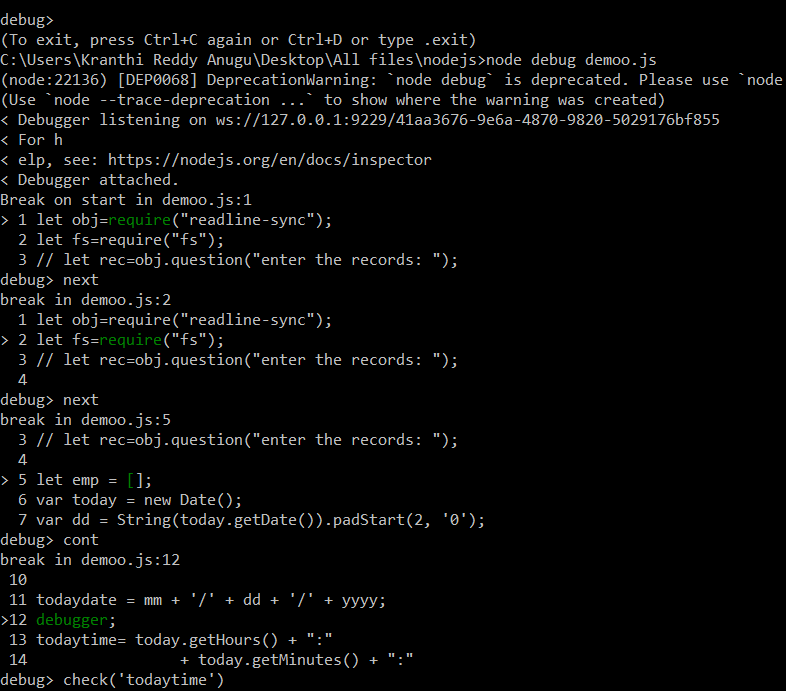 debug>
(To exit, press Ctrl+C again or Ctrl+D or type .exit)
C:\Users\Kranthi Reddy Anugu\Desktop\All files\nodejs>node debug demoo.js
(node:22136) [DEP0068] DeprecationWarning: `node debug` is deprecated. Please use `node
(Use `node --trace-deprecation ...` to show where the warning was created)
< Debugger listening on ws://127.0.0.1:9229/41aa3676-9e6a-4870-9820-5029176bf855
< For h
< elp, see: https://nodejs.org/en/docs/inspector
< Debugger attached.
Break on start in demoo.js:1
> 1 let obj=require("readline-sync");
  2 let fs=require("fs");
  3 // let rec=obj.question("enter the records: ");
debug> next
break in demoo.js:2
  1 let obj=require("readline-sync");
> 2 let fs=require("fs");
  3 // let rec=obj.question("enter the records: ");
  4
debug> next
break in demoo.js:5
  3 // let rec=obj.question("enter the records: ");
  4
> 5 let emp = [];
  6 var today = new Date();
  7 var dd = String(today.getDate()).padStart(2, '0');
debug> cont
break in demoo.js:12
 10
 11 todaydate = mm + '/' + dd + '/' + yyyy;
>12 debugger;
 13 todaytime= today.getHours() + ":"
 14                 + today.getMinutes() + ":"
debug> check('todaytime')